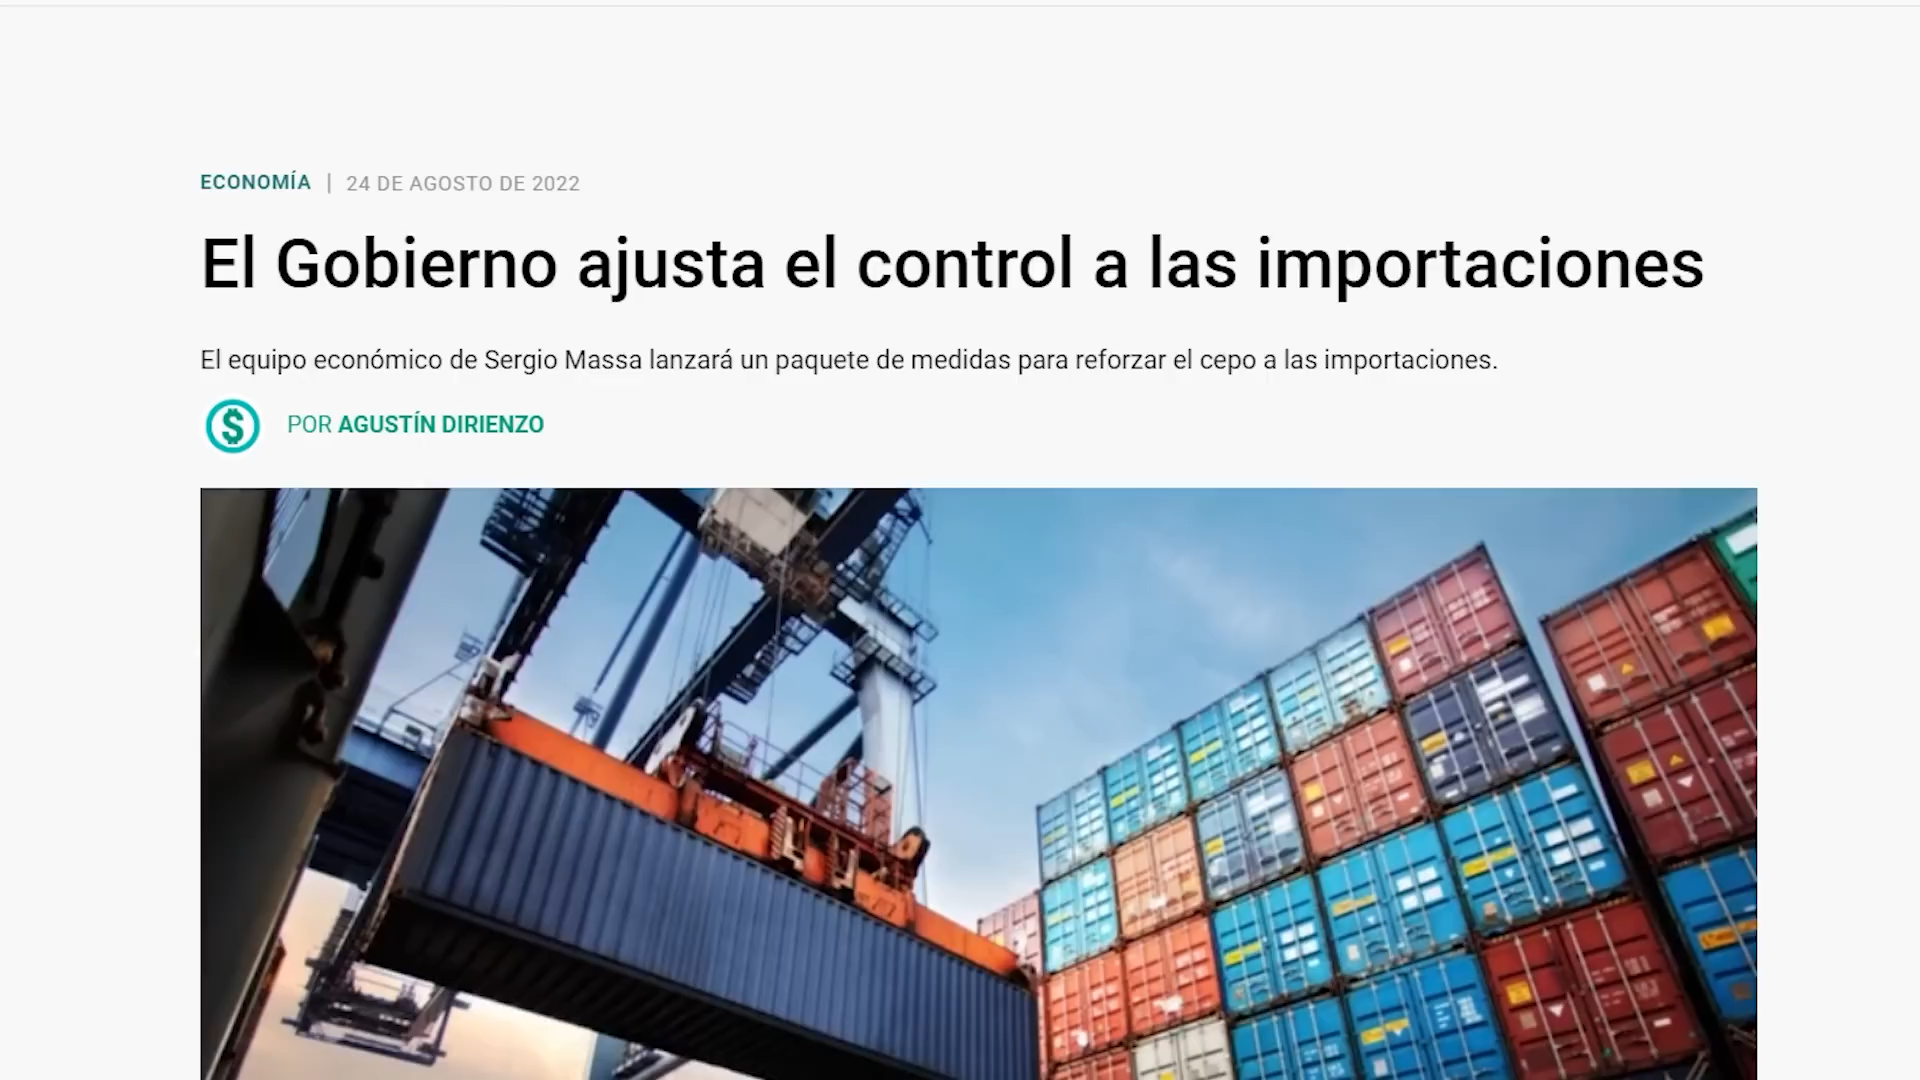 ECONOMÍA | 24 DE AGOSTO DE 2022
El Gobierno ajusta el control a las importaciones
El equipo económico de Sergio Massa lanzará un paquete de medidas para reforzar el cepo a las importaciones.
$ POR AGUSTÍN DIRIENZO